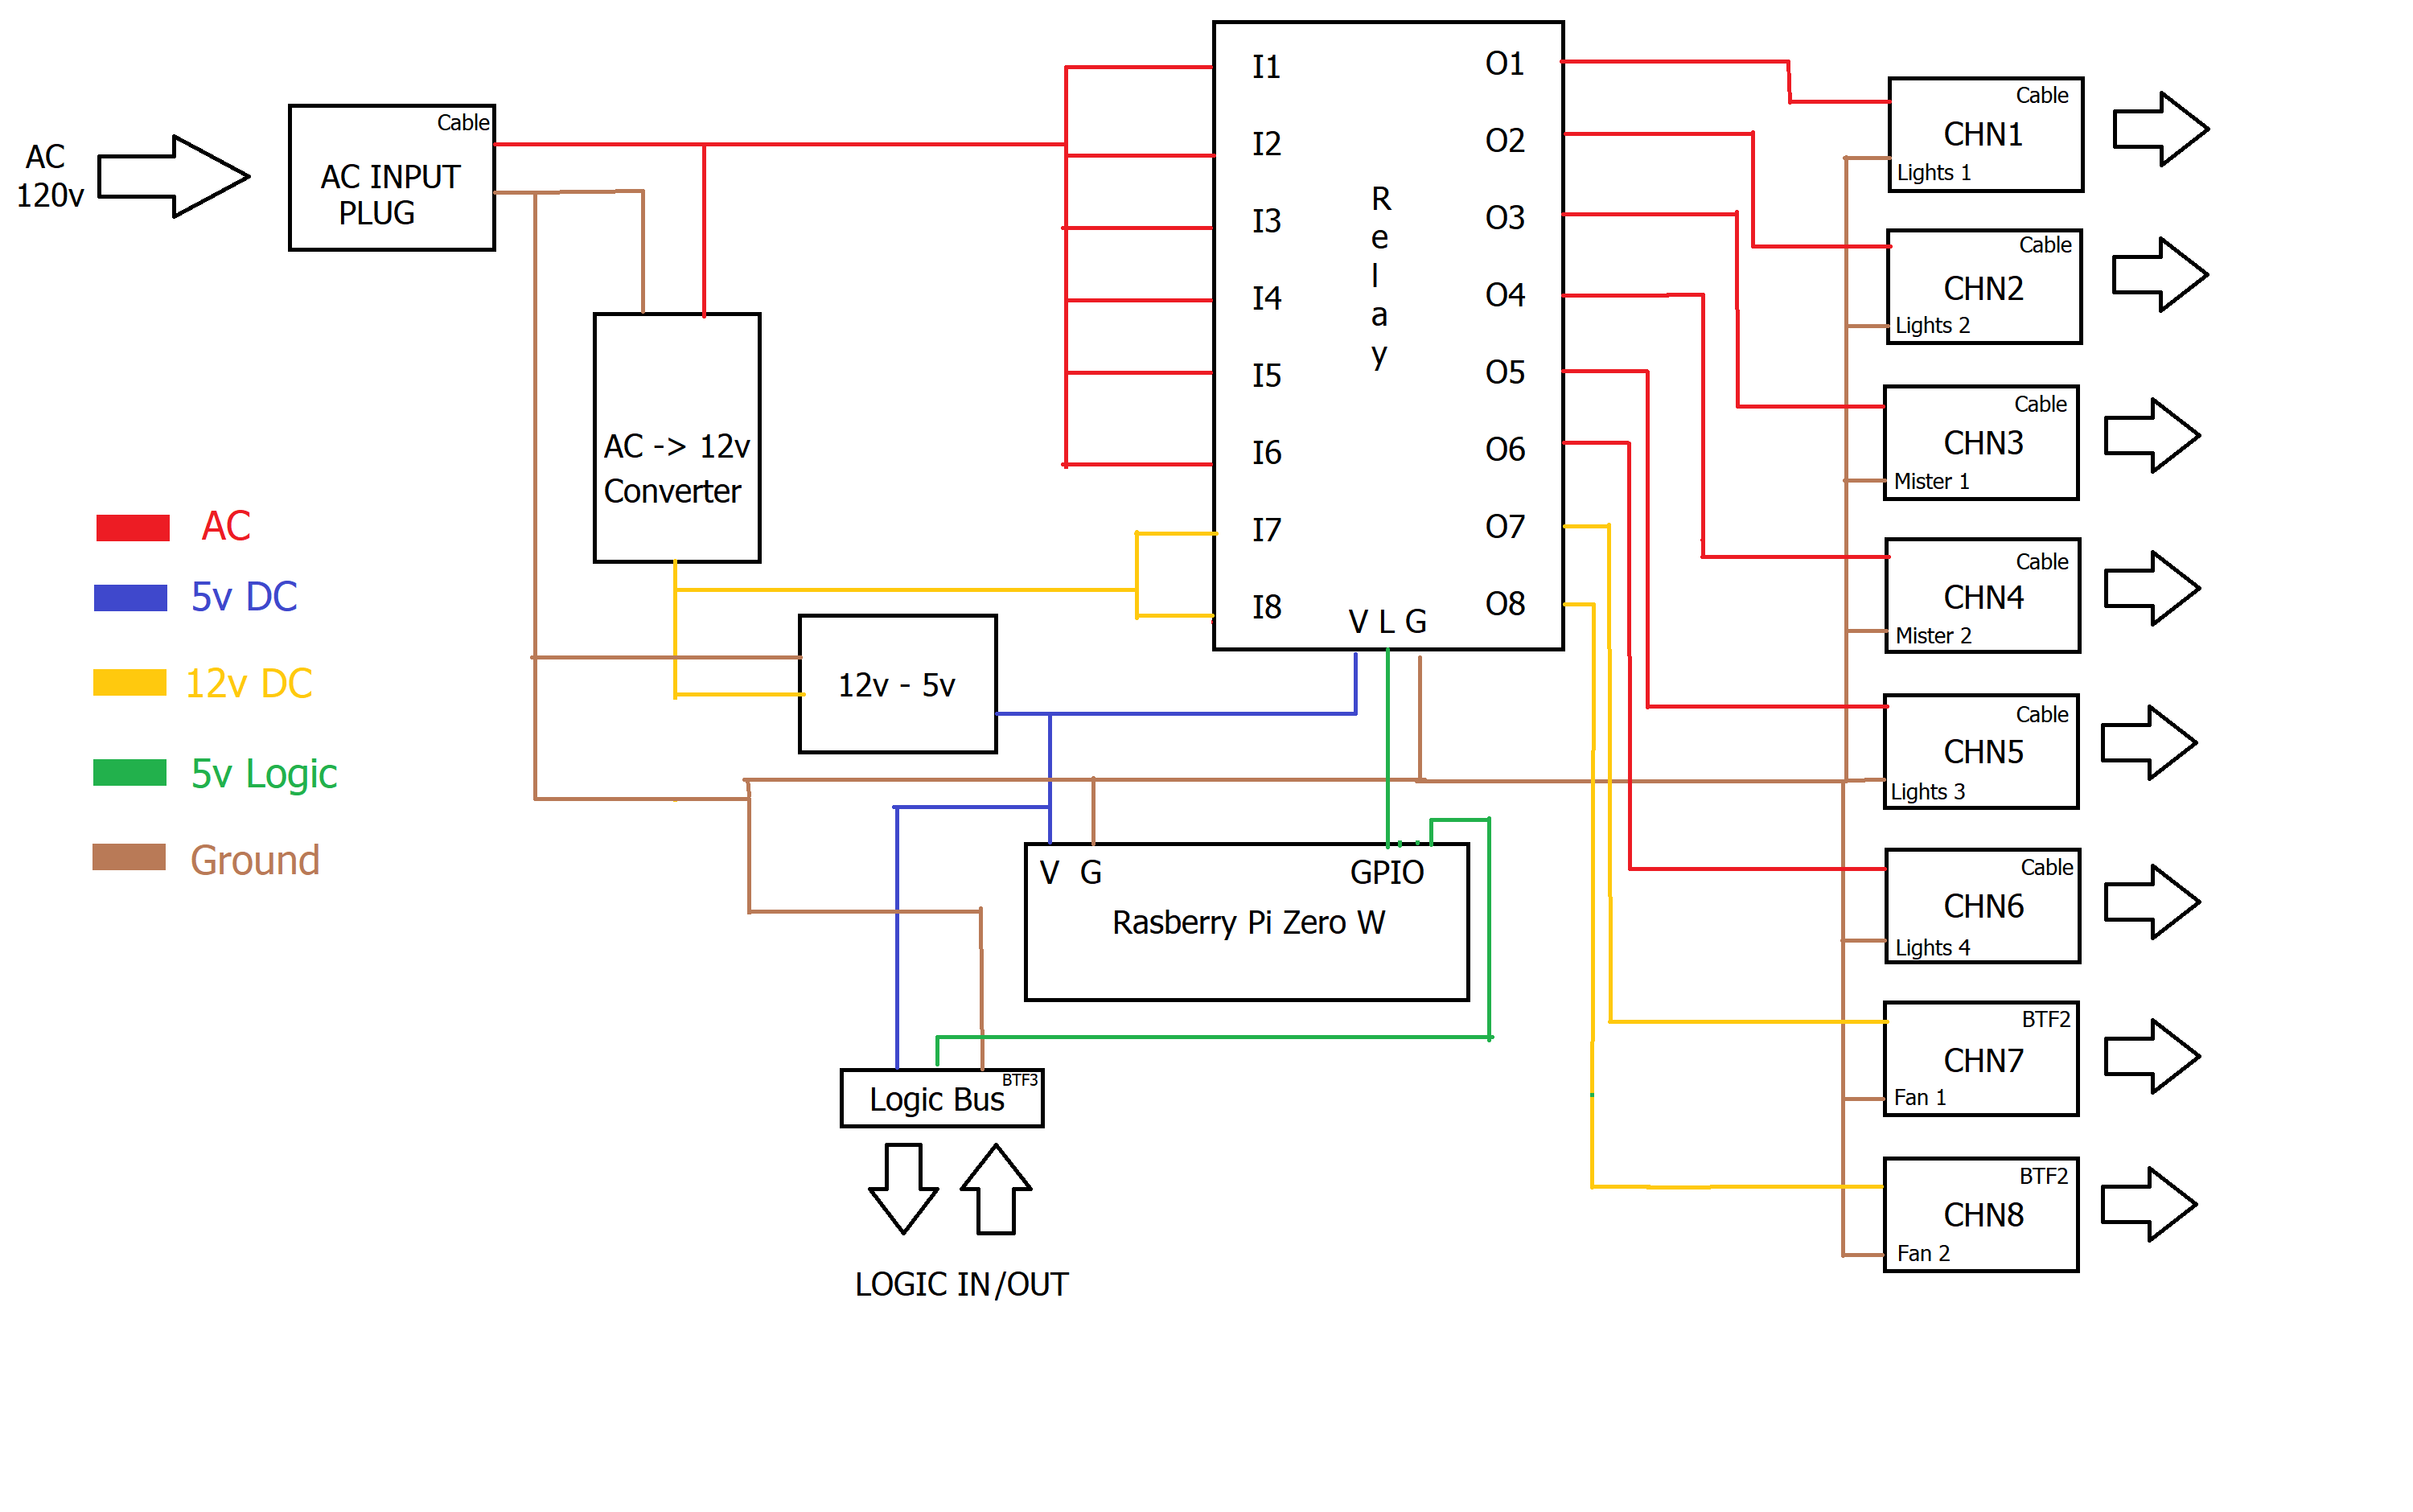 AC
120v
Cable
AC INPUT
PLUG
AC -> 12v
Converter
12v - 5v
AC
5v DC
12v DC
5v Logic
Ground
I1
I2
I3
I4
I5
I6
I7
I8
R
e
l
a
y
O1
O2
O3
O4
O5
O6
O7
O8
V L G
V G
GPIO
Rasberry Pi Zero W
BTF3
Logic Bus
LOGIC IN/OUT
Cable
CHN1
Lights 1
Cable
CHN2
Lights 2
Cable
CHN3
Mister 1
Cable
CHN4
Mister 2
Cable
CHN5
Lights 3
Cable
CHN6
Lights 4
BTF2
CHN7
Fan 1
BTF2
CHN8
Fan 2